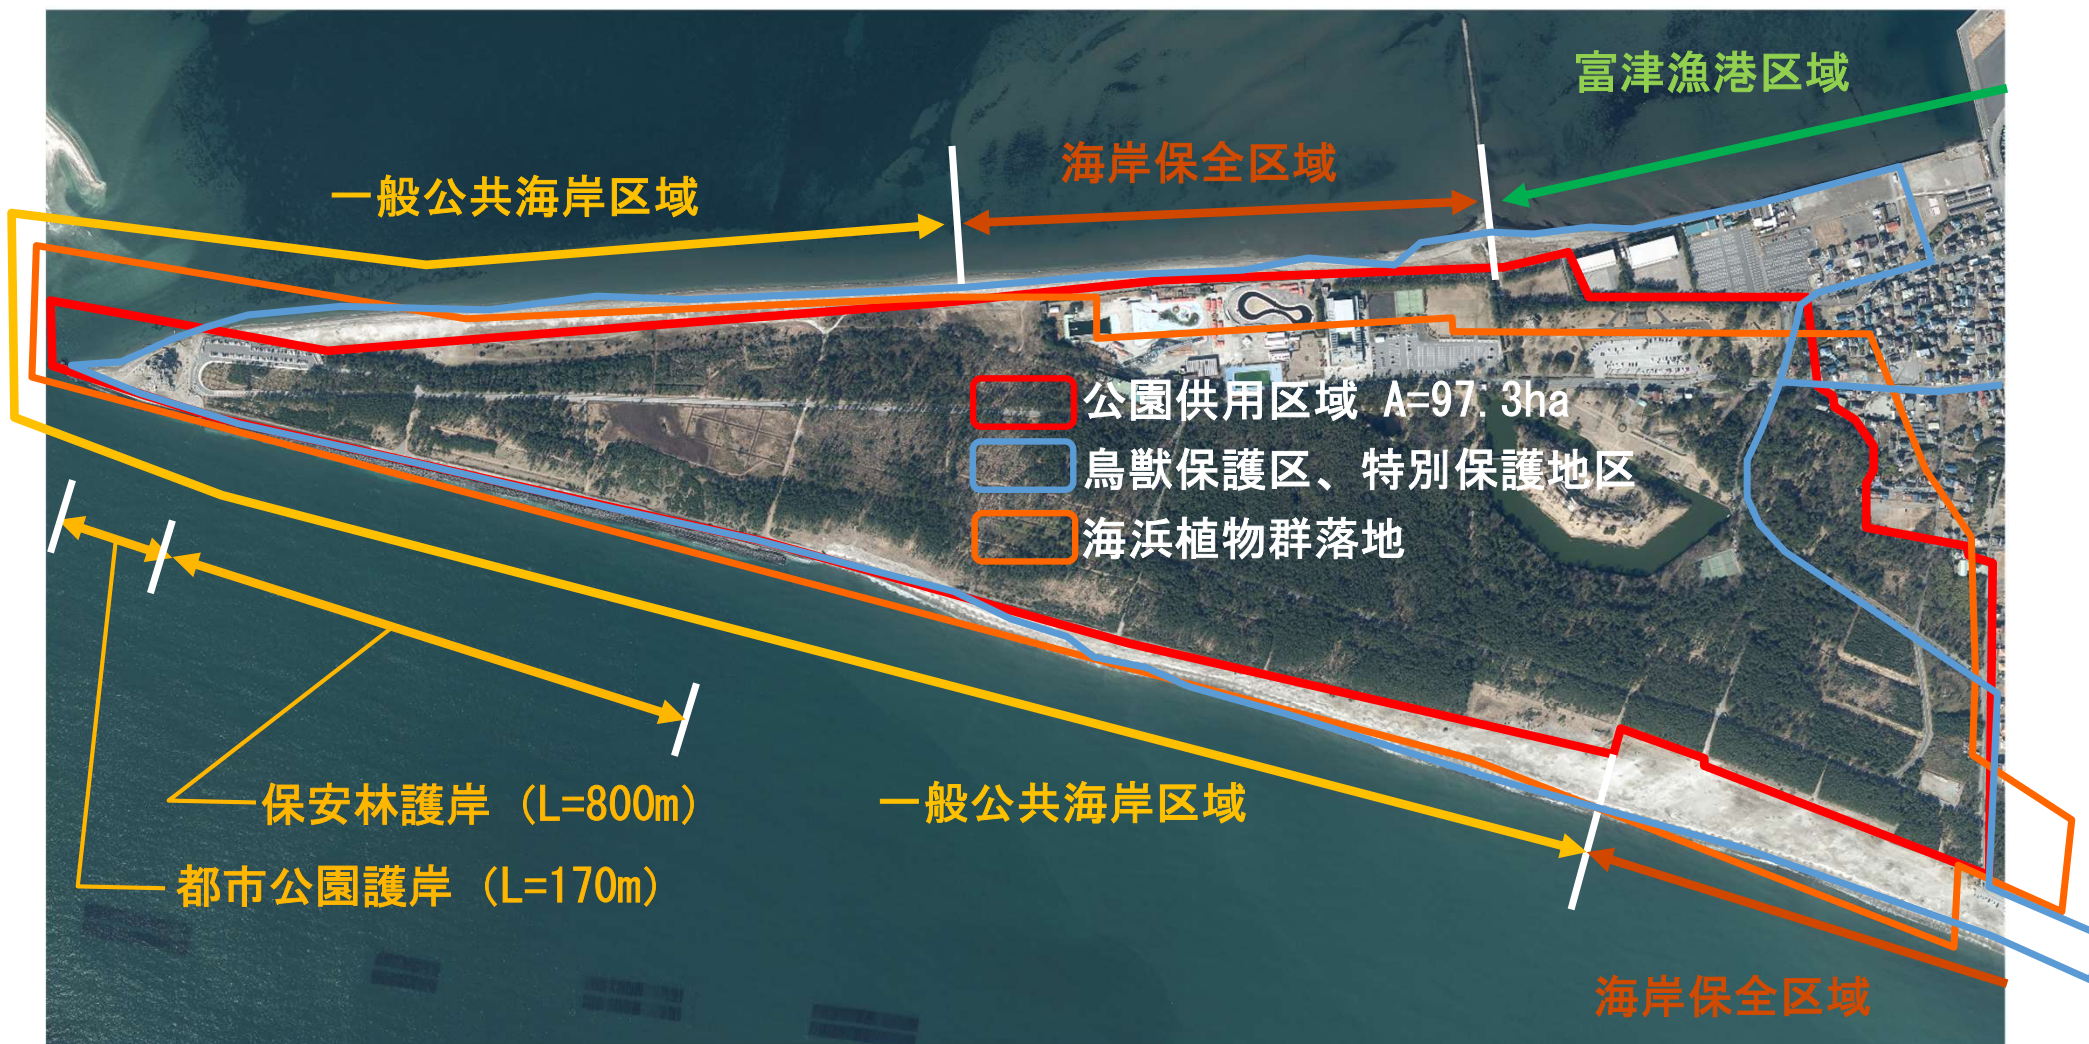 富津漁港区域
海岸保全区域
一般公共海岸区域
公園供用区域 A=97.3ha
鳥獣保護区、特別保護地区
海浜植物群落地
保安林護岸（L=800m）
一般公共海岸区域
都市公園護岸（L=170m）
海岸保全区域